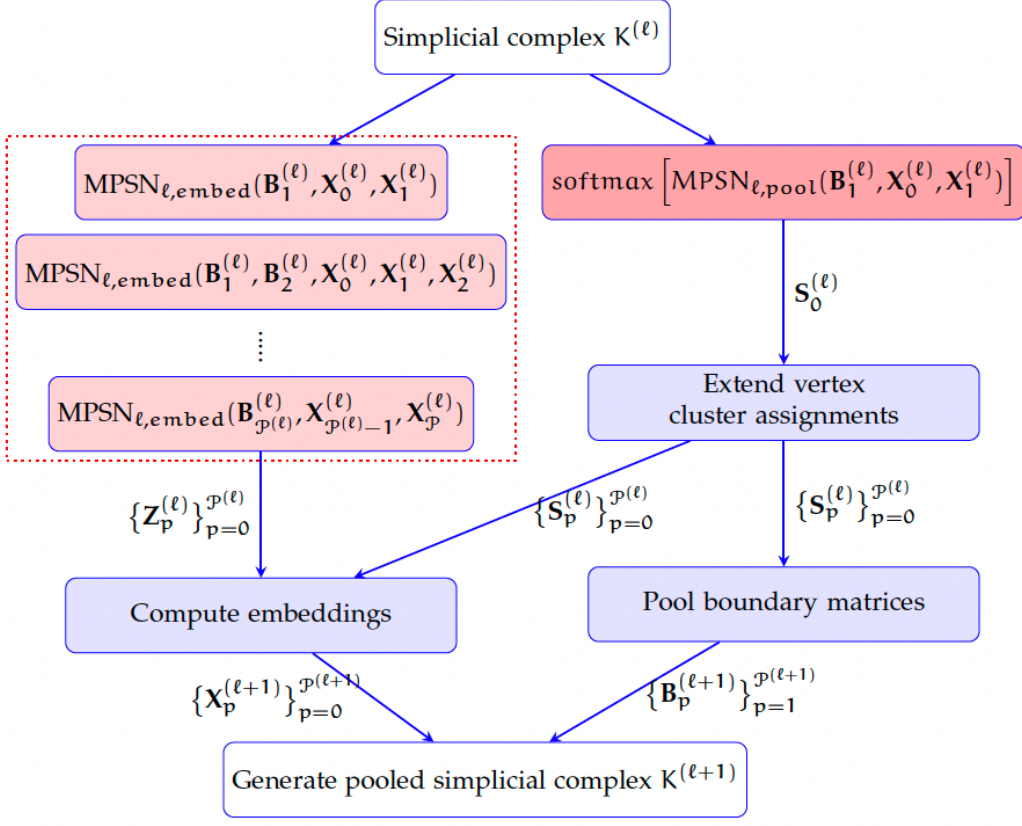 Simplicial complex K^{(ℓ)}
MPSN_{ℓ,embed}(B_1^{(ℓ)}, X_0^{(ℓ)}, X_1^{(ℓ)})
softmax [MPSN_{ℓ,pool}(B_1^{(ℓ)}, X_0^{(ℓ)}, X_1^{(ℓ)})]
MPSN_{ℓ,embed}(B_1^{(ℓ)}, B_2^{(ℓ)}, X_0^{(ℓ)}, X_1^{(ℓ)}, X_2^{(ℓ)})
S_0^{(ℓ)}
MPSN_{ℓ,embed}(B_{𝒫^{(ℓ)}}^{(ℓ)}, X_{𝒫^{(ℓ)}−1}^{(ℓ)}, X_𝒫^{(ℓ)})
Extend vertex
cluster assignments
{Z_p^{(ℓ)}}_{p=0}^{𝒫^{(ℓ)}}
{S_p^{(ℓ)}}_{p=0}^{𝒫^{(ℓ)}}
{S_p^{(ℓ)}}_{p=0}^{𝒫^{(ℓ)}}
Compute embeddings
Pool boundary matrices
{X_p^{(ℓ+1)}}_{p=0}^{𝒫^{(ℓ+1)}}
{B_p^{(ℓ+1)}}_{p=1}^{𝒫^{(ℓ+1)}}
Generate pooled simplicial complex K^{(ℓ+1)}